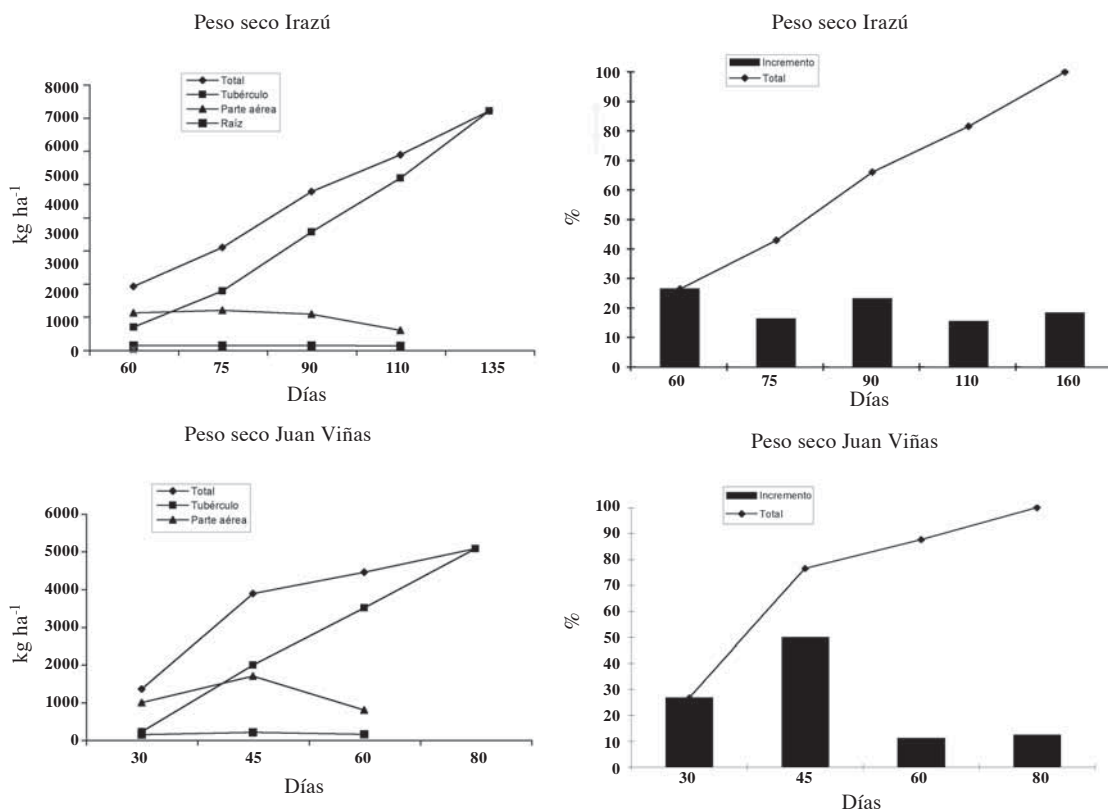 Peso seco Irazú
Total
Tubérculo
Parte aérea
Raíz
8000
7000
6000
5000
4000
3000
2000
1000
0
kg ha-1
60 75 90 110 135
Días
Peso seco Irazú
Incremento
Total
100
90
80
70
60
50
40
30
20
10
0
%
60 75 90 110 160
Días
Peso seco Juan Viñas
Total
Tubérculo
Parte aérea
6000
5000
4000
3000
2000
1000
0
kg ha-1
30 45 60 80
Días
Peso seco Juan Viñas
Incremento
Total
100
90
80
70
60
50
40
30
20
10
0
%
30 45 60 80
Días